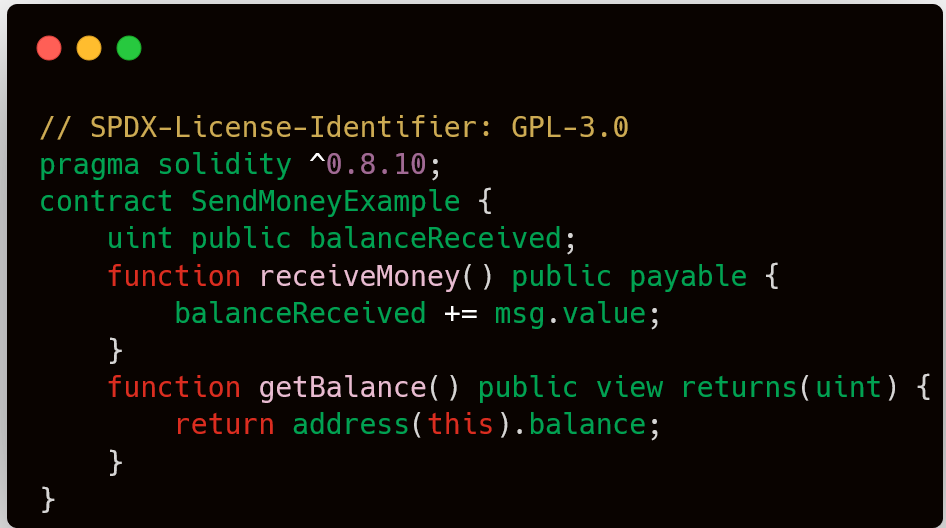 // SPDX-License-Identifier: GPL-3.0
pragma solidity ^0.8.10;
contract SendMoneyExample {
    uint public balanceReceived;
    function receiveMoney() public payable {
        balanceReceived += msg.value;
    }
    function getBalance() public view returns(uint) {
        return address(this).balance;
    }
}